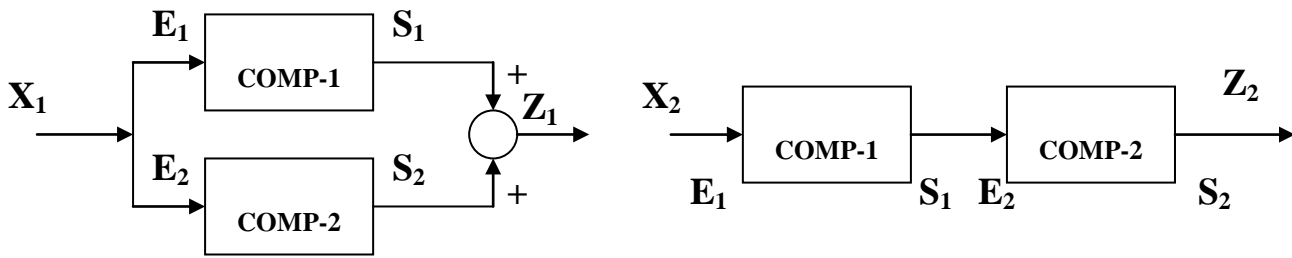 E₁ S₁
COMP-1
+
X₁ Z₁
E₂ S₂
+
COMP-2
X₂ Z₂
COMP-1 COMP-2
E₁ S₁ E₂ S₂